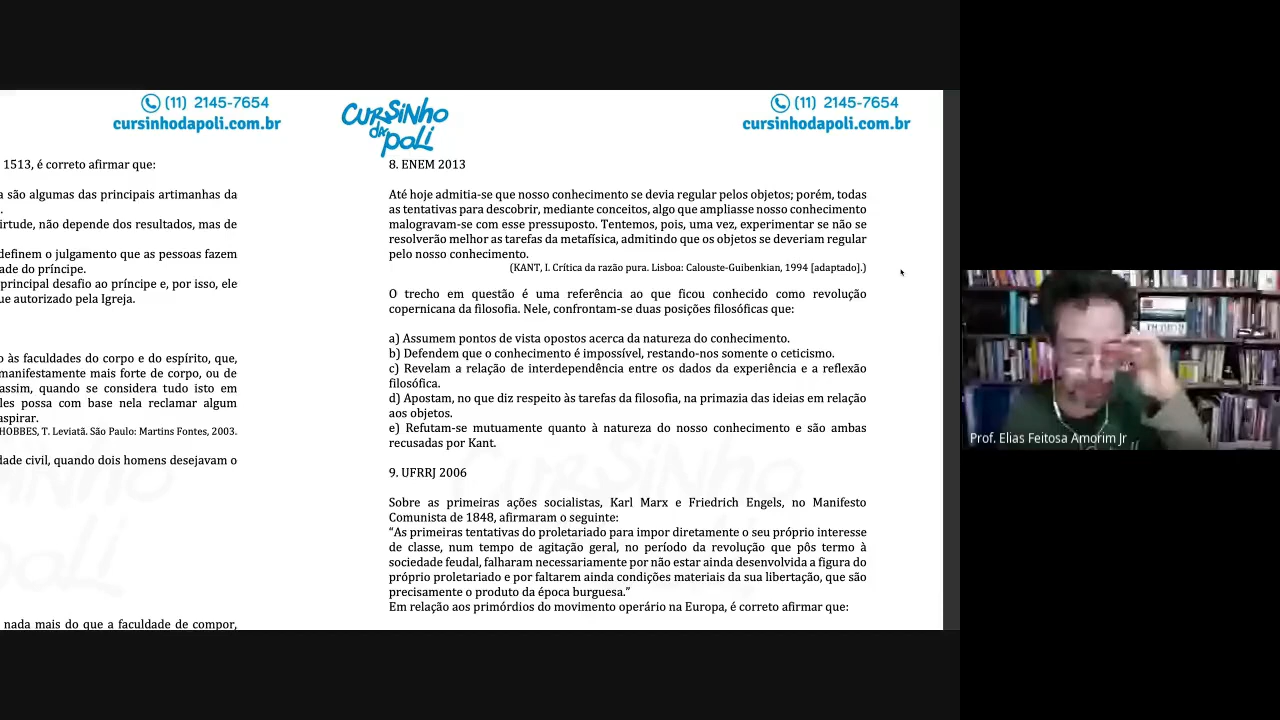 (11) 2145-7654
cursinhodapoli.com.br
1513, é correto afirmar que:
a são algumas das principais artimanhas da
.
irtude, não depende dos resultados, mas de
definem o julgamento que as pessoas fazem
ade do príncipe.
principal desafio ao príncipe e, por isso, ele
ue autorizado pela Igreja.
o às faculdades do corpo e do espírito, que,
manifestamente mais forte de corpo, ou de
assim, quando se considera tudo isto em
les possa com base nela reclamar algum
aspirar.
HOBBES, T. Leviatã. São Paulo: Martins Fontes, 2003.
dade civil, quando dois homens desejavam o
nada mais do que a faculdade de compor,
CURSINHO
DA
POLI
(11) 2145-7654
cursinhodapoli.com.br
8. ENEM 2013
Até hoje admitia-se que nosso conhecimento se devia regular pelos objetos; porém, todas
as tentativas para descobrir, mediante conceitos, algo que ampliasse nosso conhecimento
malogravam-se com esse pressuposto. Tentemos, pois, uma vez, experimentar se não se
resolverão melhor as tarefas da metafísica, admitindo que os objetos se deveriam regular
pelo nosso conhecimento.
(KANT, I. Crítica da razão pura. Lisboa: Calouste-Guibenkian, 1994 [adaptado].)
O trecho em questão é uma referência ao que ficou conhecido como revolução
copernicana da filosofia. Nele, confrontam-se duas posições filosóficas que:
a) Assumem pontos de vista opostos acerca da natureza do conhecimento.
b) Defendem que o conhecimento é impossível, restando-nos somente o ceticismo.
c) Revelam a relação de interdependência entre os dados da experiência e a reflexão
filosófica.
d) Apostam, no que diz respeito às tarefas da filosofia, na primazia das ideias em relação
aos objetos.
e) Refutam-se mutuamente quanto à natureza do nosso conhecimento e são ambas
recusadas por Kant.
9. UFRRJ 2006
Sobre as primeiras ações socialistas, Karl Marx e Friedrich Engels, no Manifesto
Comunista de 1848, afirmaram o seguinte:
“As primeiras tentativas do proletariado para impor diretamente o seu próprio interesse
de classe, num tempo de agitação geral, no período da revolução que pôs termo à
sociedade feudal, falharam necessariamente por não estar ainda desenvolvida a figura do
próprio proletariado e por faltarem ainda condições materiais da sua libertação, que são
precisamente o produto da época burguesa.”
Em relação aos primórdios do movimento operário na Europa, é correto afirmar que:
Prof. Elias Feitosa Amorim Jr